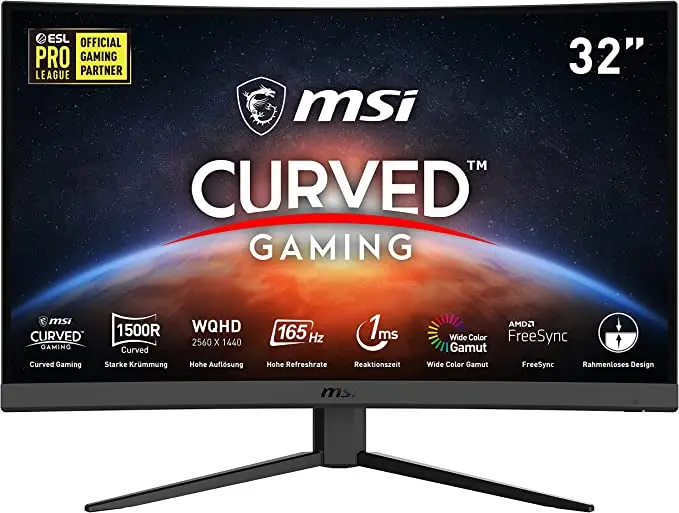 ESL
PRO
LEAGUE
OFFICIAL
GAMING
PARTNER
32”
msi
CURVED™
GAMING
msi
CURVED™
GAMING
Curved Gaming
1500R
Curved
Starke Krümmung
WQHD
2560 X 1440
Hohe Auflösung
165Hz
Hohe Refreshrate
1ms
Reaktionszeit
Wide Color
Gamut
Wide Color Gamut
AMD
FreeSync
FreeSync
Rahmenloses Design
msi